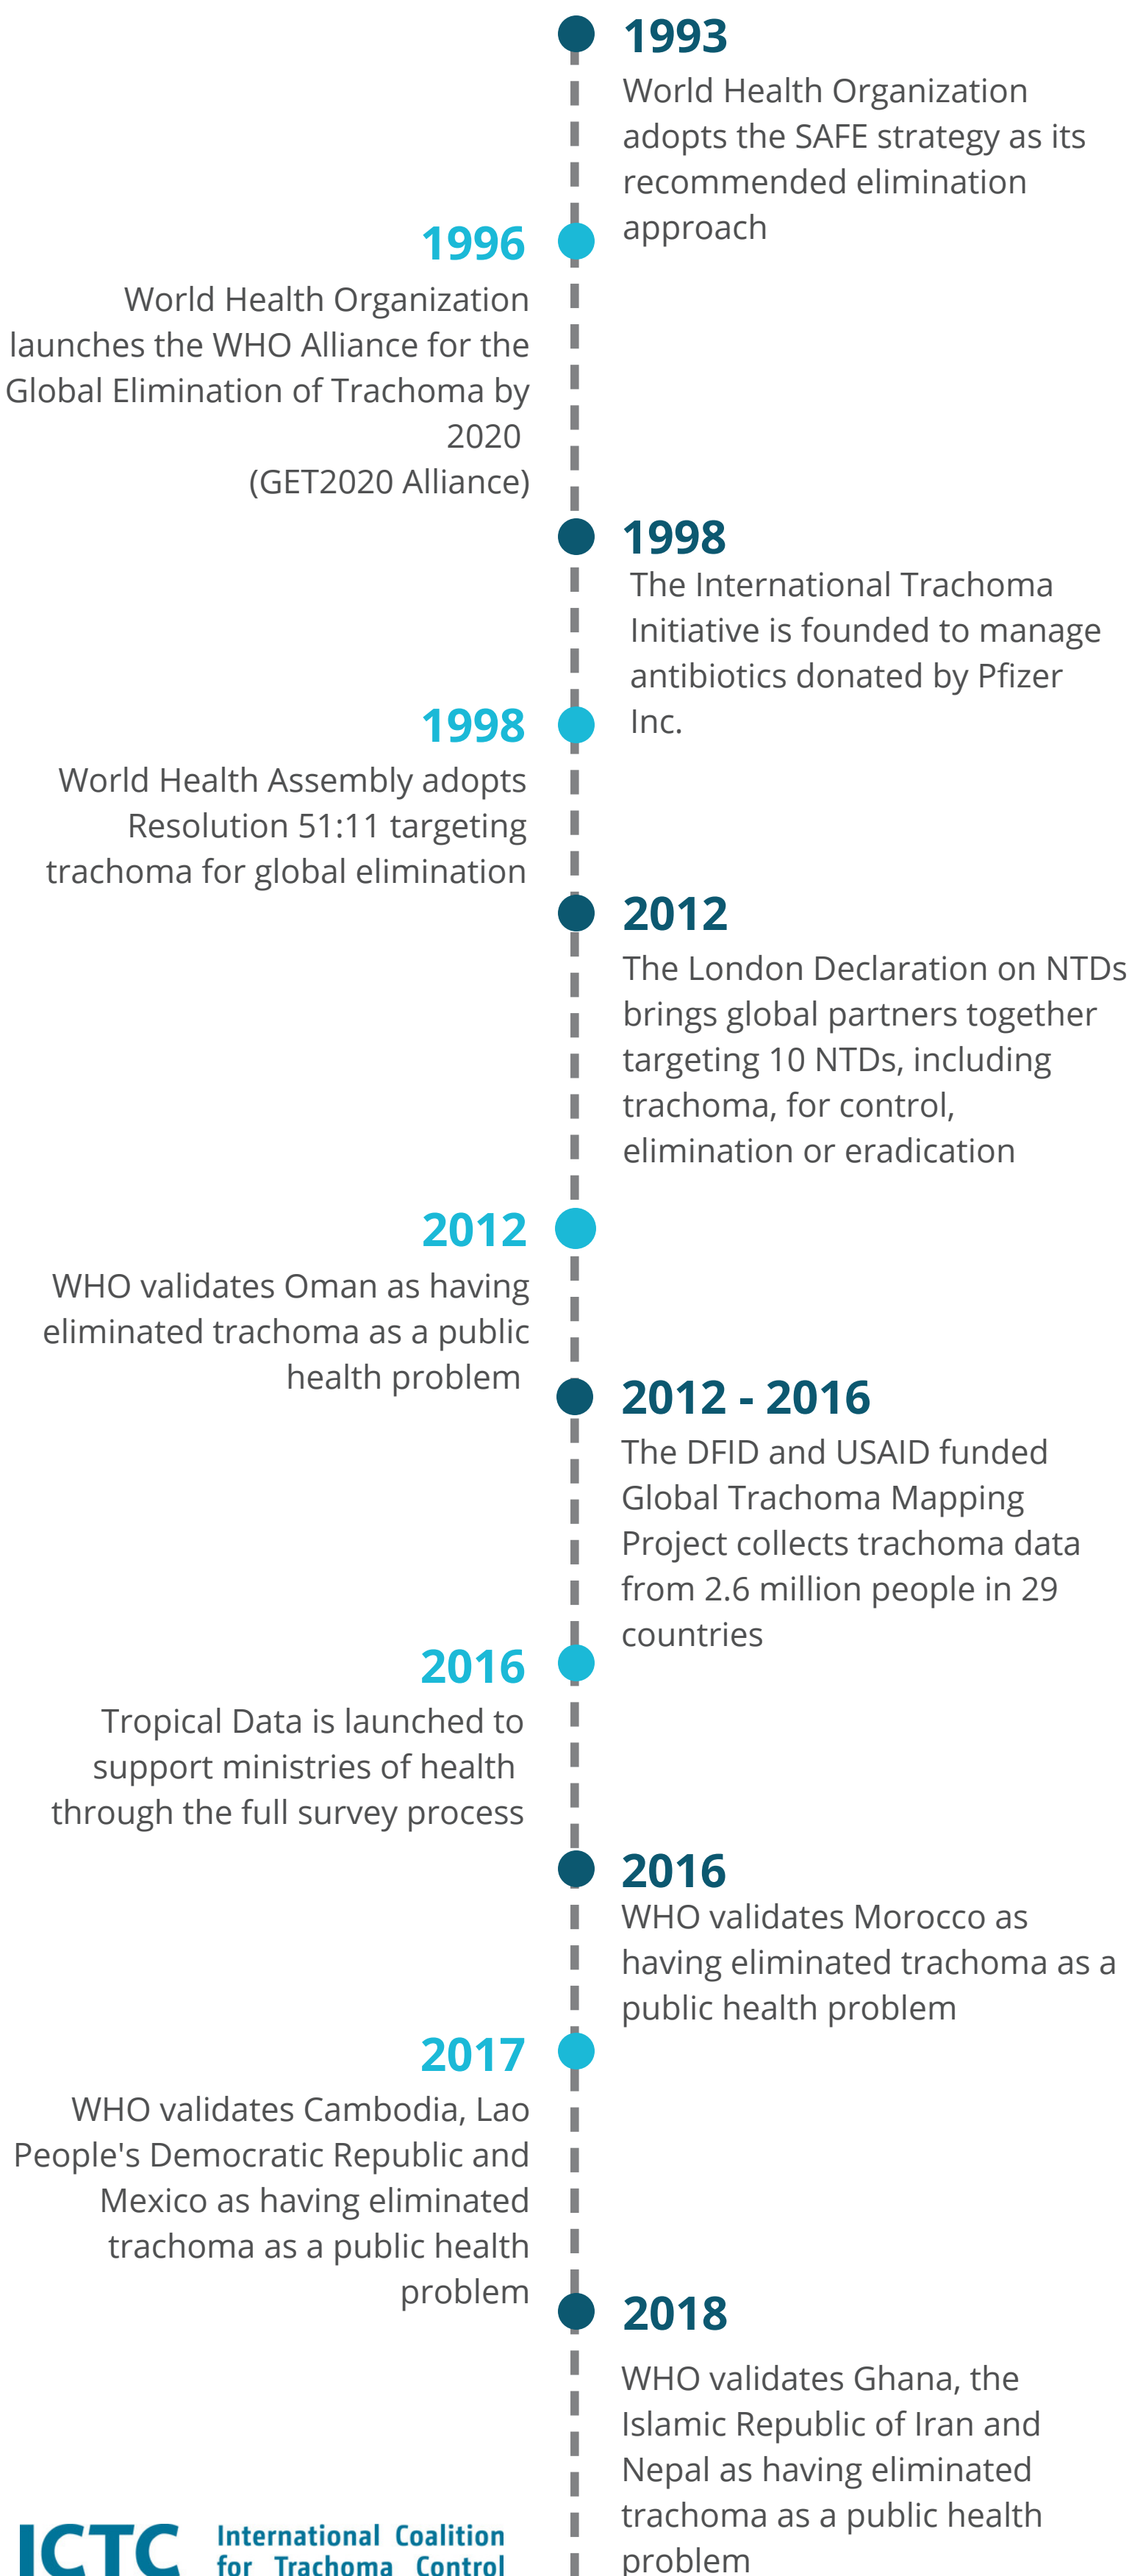 1993
World Health Organization
adopts the SAFE strategy as its
recommended elimination
approach
1996
World Health Organization
launches the WHO Alliance for the
Global Elimination of Trachoma by
2020
(GET2020 Alliance)
1998
The International Trachoma
Initiative is founded to manage
antibiotics donated by Pfizer
Inc.
1998
World Health Assembly adopts
Resolution 51:11 targeting
trachoma for global elimination
2012
The London Declaration on NTDs
brings global partners together
targeting 10 NTDs, including
trachoma, for control,
elimination or eradication
2012
WHO validates Oman as having
eliminated trachoma as a public
health problem
2012 - 2016
The DFID and USAID funded
Global Trachoma Mapping
Project collects trachoma data
from 2.6 million people in 29
countries
2016
Tropical Data is launched to
support ministries of health
through the full survey process
2016
WHO validates Morocco as
having eliminated trachoma as a
public health problem
2017
WHO validates Cambodia, Lao
People's Democratic Republic and
Mexico as having eliminated
trachoma as a public health
problem
2018
WHO validates Ghana, the
Islamic Republic of Iran and
Nepal as having eliminated
trachoma as a public health
problem
ICTC
International Coalition
for Trachoma Control